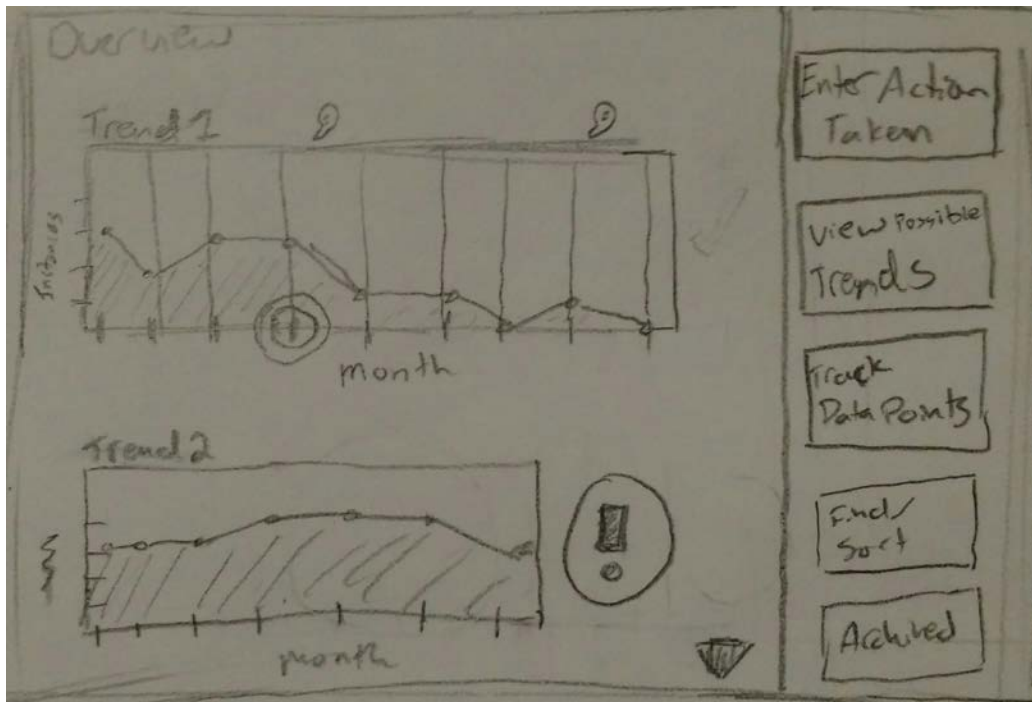 Overview
Trend 1
Instances
month
Trend 2
month
Enter Action
Taken
View Possible
Trends
Track
Data Points
Find/
Sort
Archived